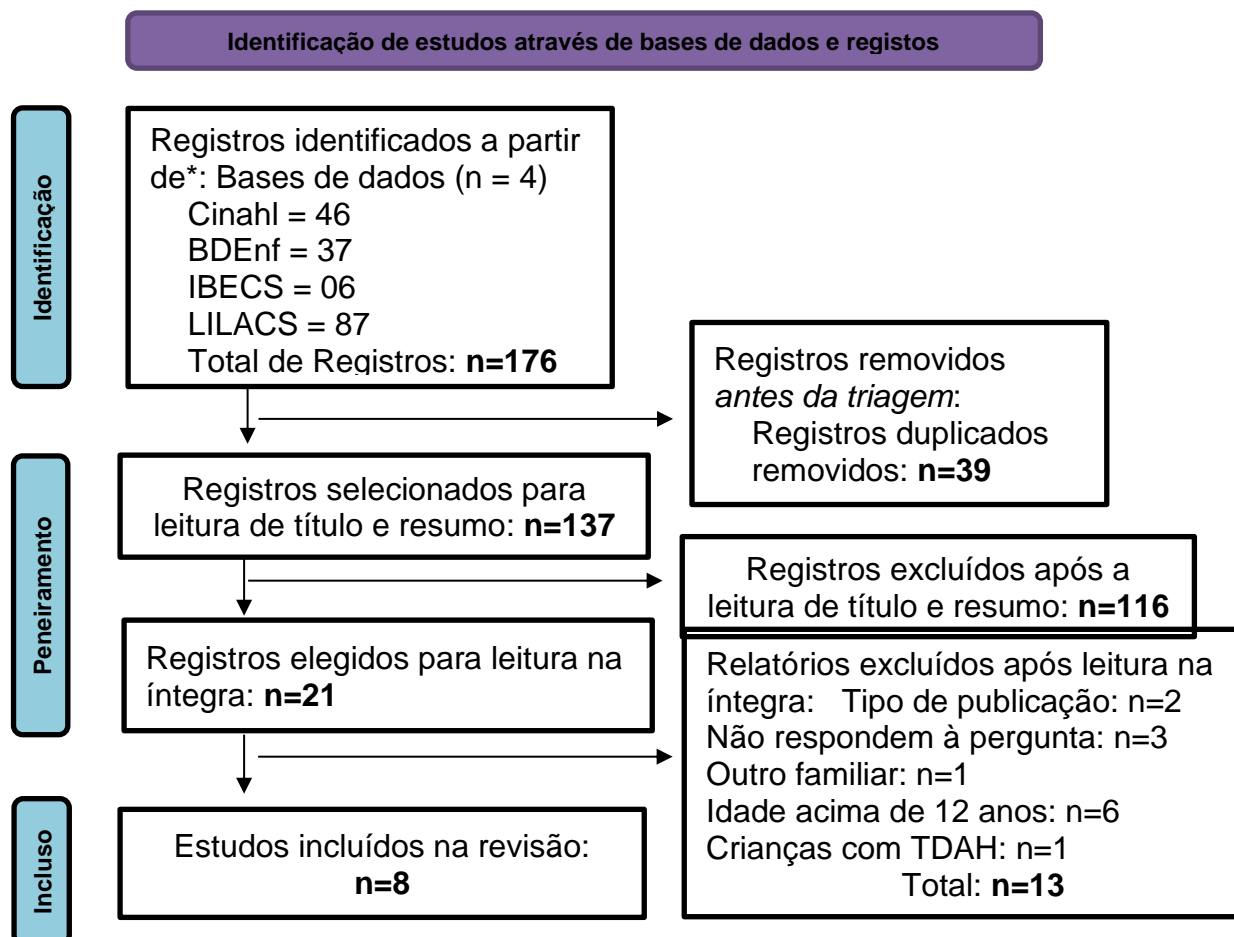 Identificação de estudos através de bases de dados e registos
Identificação
Registros identificados a partir
de*: Bases de dados (n = 4)
Cinahl = 46
BDEnf = 37
IBECS = 06
LILACS = 87
Total de Registros: n=176
Registros removidos
antes da triagem:
Registros duplicados
removidos: n=39
Peneiramento
Registros selecionados para
leitura de título e resumo: n=137
Registros excluídos após a
leitura de título e resumo: n=116
Registros elegidos para leitura na
íntegra: n=21
Relatórios excluídos após leitura na
íntegra: Tipo de publicação: n=2
Não respondem à pergunta: n=3
Outro familiar: n=1
Idade acima de 12 anos: n=6
Crianças com TDAH: n=1
Total: n=13
Incluso
Estudos incluídos na revisão:
n=8